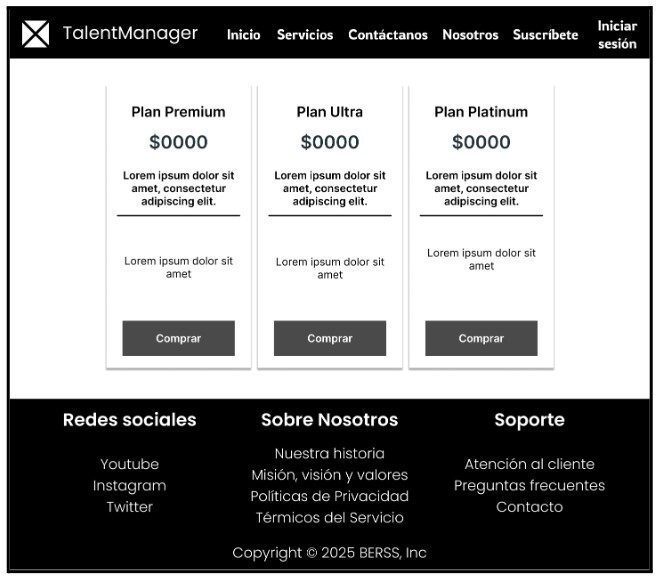 TalentManager
Inicio
Servicios
Contáctanos
Nosotros
Suscríbete
Iniciar
sesión
Plan Premium
$0000
Lorem ipsum dolor sit
amet, consectetur
adipiscing elit.
Lorem ipsum dolor sit
amet
Comprar
Plan Ultra
$0000
Lorem ipsum dolor sit
amet, consectetur
adipiscing elit.
Lorem ipsum dolor sit
amet
Comprar
Plan Platinum
$0000
Lorem ipsum dolor sit
amet, consectetur
adipiscing elit.
Lorem ipsum dolor sit
amet
Comprar
Redes sociales
Youtube
Instagram
Twitter
Sobre Nosotros
Nuestra historia
Misión, visión y valores
Políticas de Privacidad
Térmicos del Servicio
Soporte
Atención al cliente
Preguntas frecuentes
Contacto
Copyright © 2025 BERSS, Inc